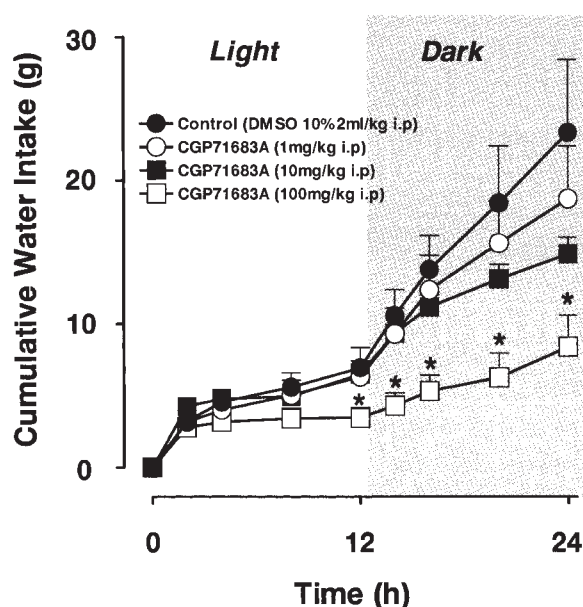 30
Light Dark
Control (DMSO 10%2ml/kg i.p)
CGP71683A (1mg/kg i.p)
CGP71683A (10mg/kg i.p)
CGP71683A (100mg/kg i.p)
20
10
0
Cumulative Water Intake (g)
* * * * *
0 12 24
Time (h)